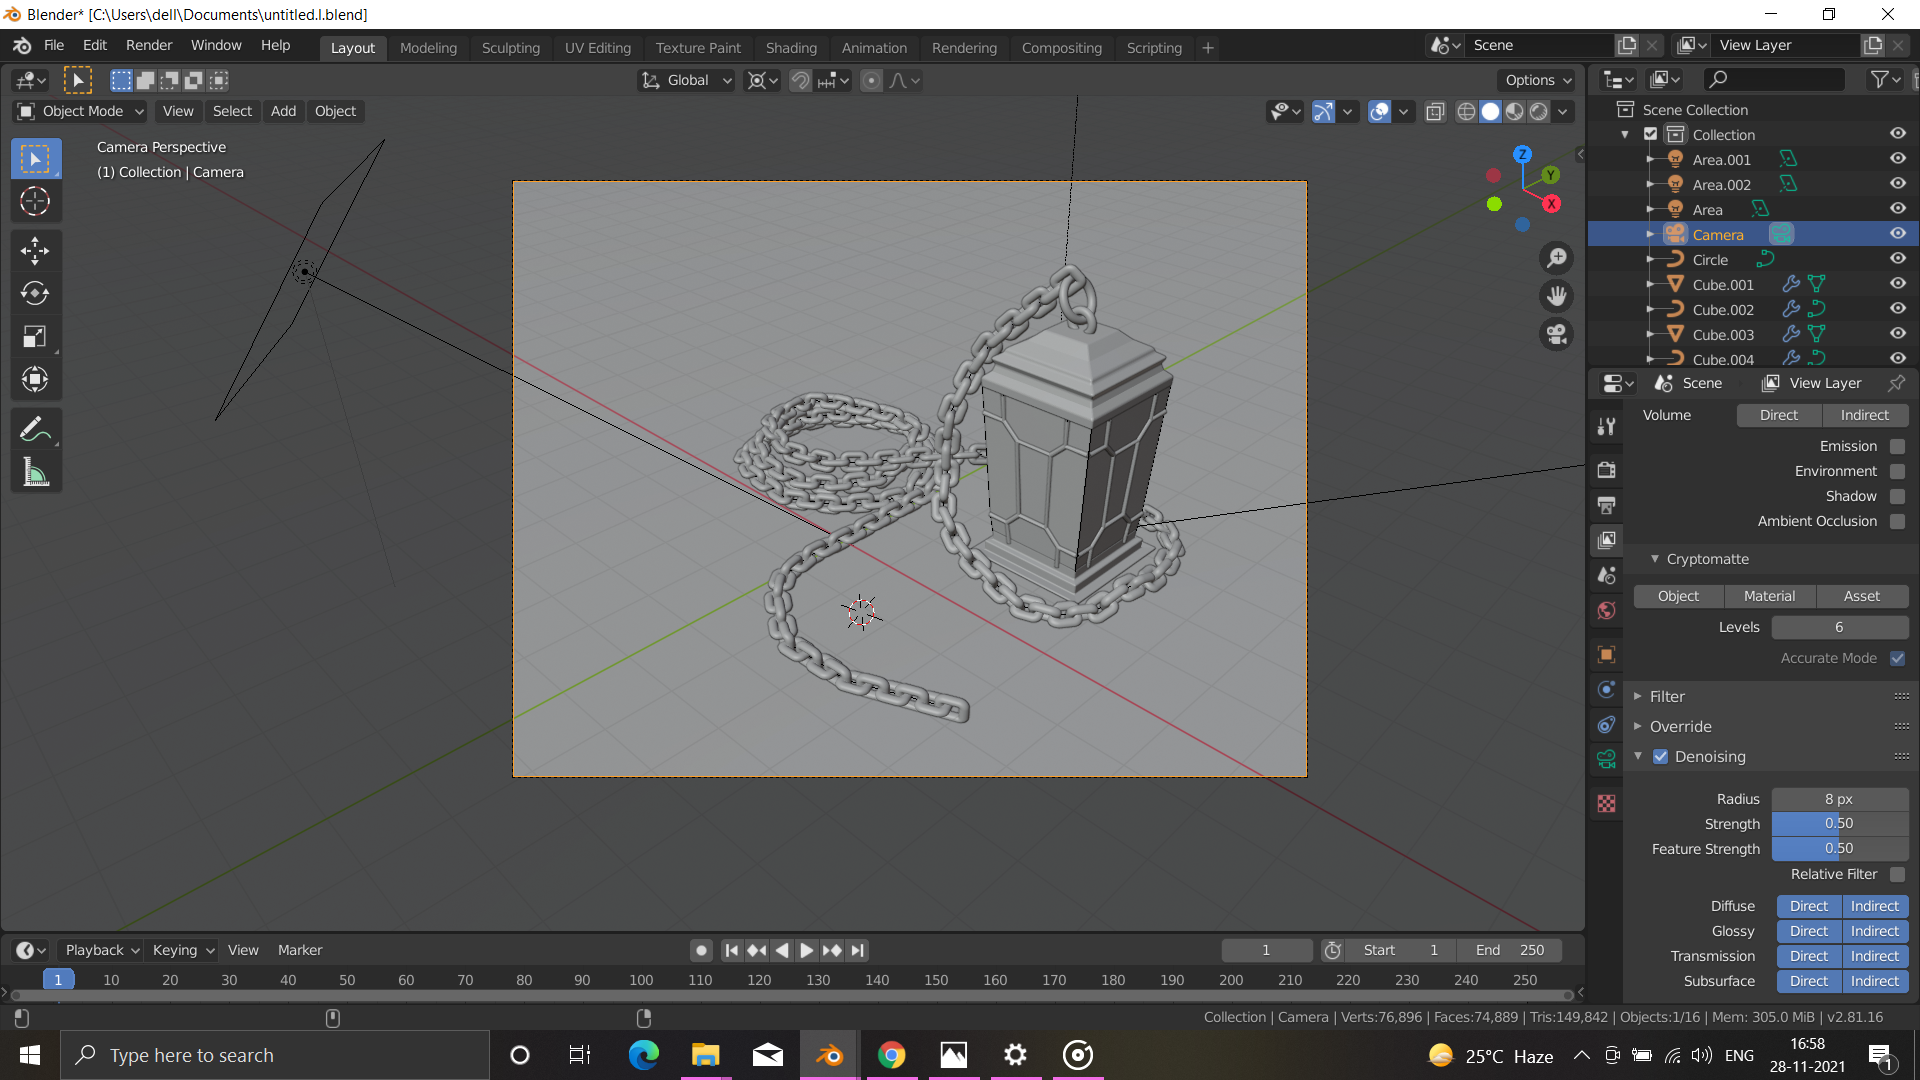 Blender* [C:\Users\dell\Documents\untitled.l.blend]
File Edit Render Window Help
Layout Modeling Sculpting UV Editing Texture Paint Shading Animation Rendering Compositing Scripting +
Scene
View Layer
Global
Options
Object Mode View Select Add Object
Camera Perspective
(1) Collection | Camera
Z
Y
X
Scene Collection
Collection
Area.001
Area.002
Area
Camera
Circle
Cube.001
Cube.002
Cube.003
Cube.004
Scene View Layer
Volume Direct Indirect
Emission
Environment
Shadow
Ambient Occlusion
Cryptomatte
Object Material Asset
Levels 6
Accurate Mode
Filter
Override
Denoising
Radius 8 px
Strength 0.50
Feature Strength 0.50
Relative Filter
Diffuse Direct Indirect
Glossy Direct Indirect
Transmission Direct Indirect
Subsurface Direct Indirect
Playback Keying View Marker
1
Start 1
End 250
1 10 20 30 40 50 60 70 80 90 100 110 120 130 140 150 160 170 180 190 200 210 220 230 240 250
Collection | Camera | Verts:76,896 | Faces:74,889 | Tris:149,842 | Objects:1/16 | Mem: 305.0 MiB | v2.81.16
Type here to search
25°C Haze
ENG
16:58
28-11-2021
1